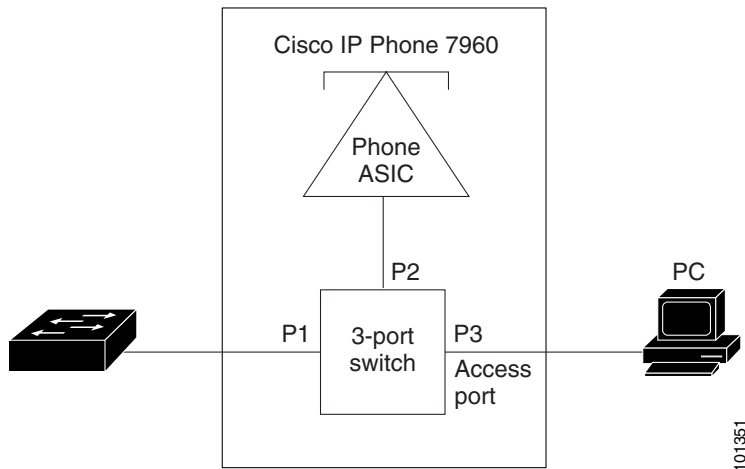 Cisco IP Phone 7960
Phone
ASIC
P2
P1
3-port
switch
P3
Access
port
PC
101351